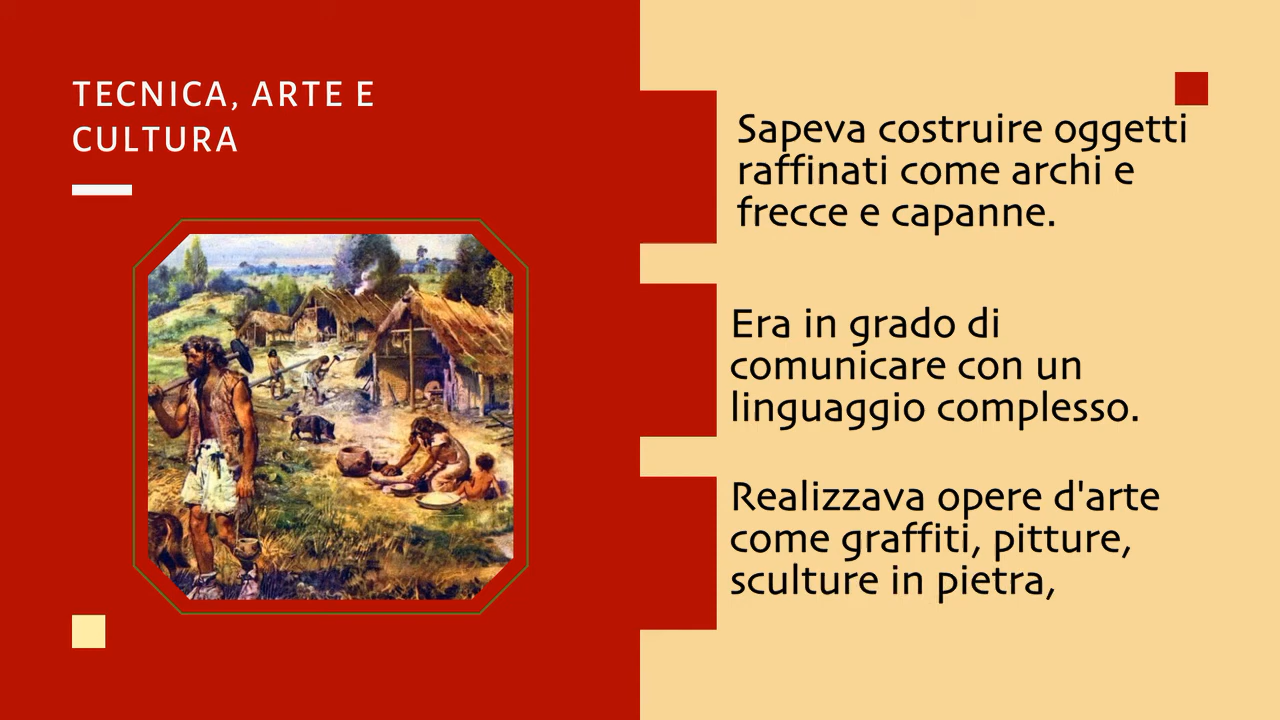 TECNICA, ARTE E
CULTURA
Sapeva costruire oggetti
raffinati come archi e
frecce e capanne.
Era in grado di
comunicare con un
linguaggio complesso.
Realizzava opere d'arte
come graffiti, pitture,
sculture in pietra,